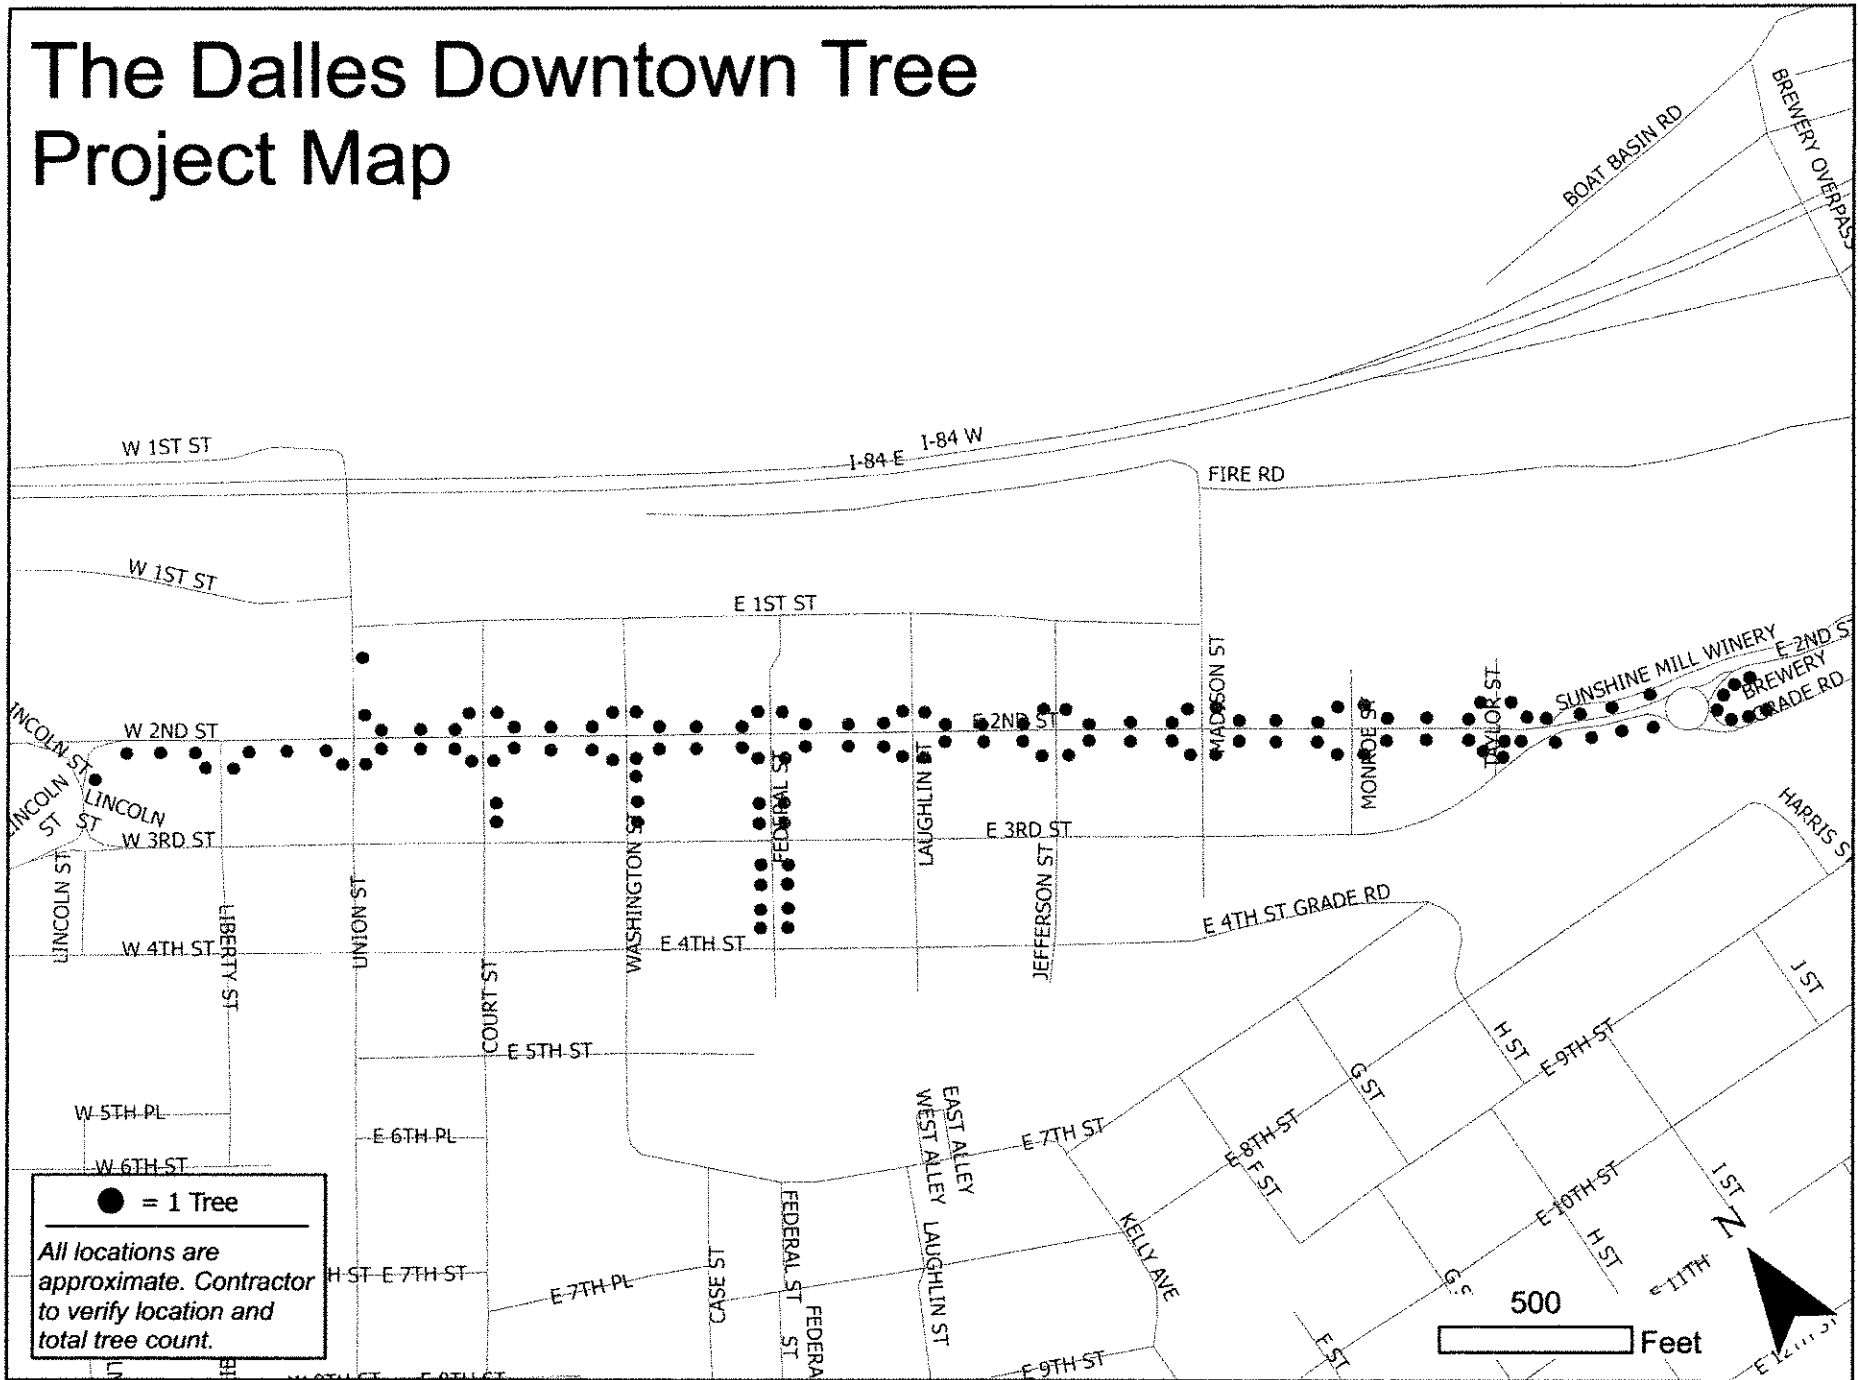 The Dalles Downtown Tree
Project Map
BREWERY OVERPASS
BOAT BASIN RD
W 1ST ST
I-84 W
I-84 E
FIRE RD
W 1ST ST
E 1ST ST
MADISON ST
SUNSHINE MILL WINERY
E 2ND ST
BREWERY
GRADE RD
LINCOLN ST
W 2ND ST
E 2ND ST
MONROE ST
TAYLOR ST
FEDERAL ST
LAUGHLIN ST
LINCOLN
ST
LINCOLN
ST
W 3RD ST
E 3RD ST
HARRIS S
LINCOLN ST
LIBERTY ST
UNION ST
WASHINGTON ST
JEFFERSON ST
E 4TH ST GRADE RD
W 4TH ST
E 4TH ST
COURT ST
J ST
E 5TH ST
H ST
E 9TH ST
G ST
W 5TH PL
E 6TH PL
WEST ALLEY
EAST ALLEY
E 7TH ST
E 8TH ST
F ST
W 6TH ST
I ST
E 10TH ST
H ST
= 1 Tree
All locations are
approximate. Contractor
to verify location and
total tree count.
H ST
E 7TH ST
E 7TH PL
CASE ST
FEDERAL ST
FEDERA
ST
LAUGHLIN ST
KELLY AVE
G S
E 11TH
N
F ST
E 9TH ST
E 12TH ST
500
Feet